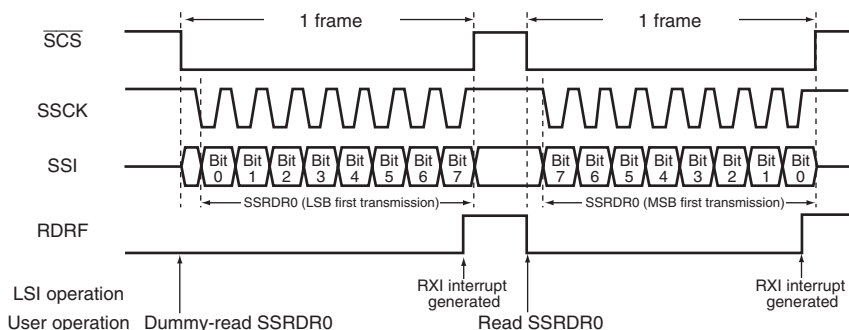 1 frame
1 frame
SCS
SSCK
SSI
Bit 0
Bit 1
Bit 2
Bit 3
Bit 4
Bit 5
Bit 6
Bit 7
Bit 7
Bit 6
Bit 5
Bit 4
Bit 3
Bit 2
Bit 1
Bit 0
SSRDR0 (LSB first transmission)
SSRDR0 (MSB first transmission)
RDRF
LSI operation
RXI interrupt
generated
RXI interrupt
generated
User operation
Dummy-read SSRDR0
Read SSRDR0